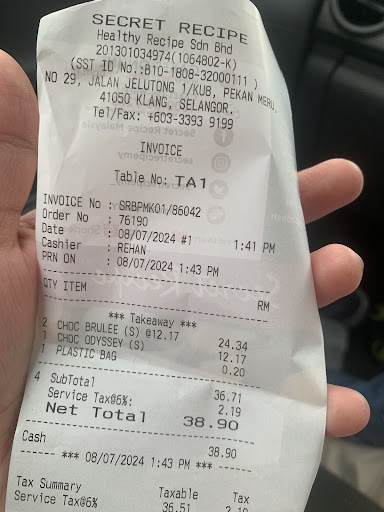 SECRET RECIPE
Healthy Recipe Sdn Bhd
201301034974(1064802-K)
(SST ID No.:B10-1808-32000111 )
NO 29, JALAN JELUTONG 1/KU8, PEKAN MERU,
41050 KLANG, SELANGOR.
Tel/Fax: +603-3393 9199
INVOICE
Table No: TA1
INVOICE No : SRBPMK01/86042
Order No : 76190
Date : 08/07/2024 #1 1:41 PM
Cashier : REHAN
PRN ON : 08/07/2024 1:43 PM
QTY ITEM RM
*** Takeaway ***
2 CHOC BRULEE (S) @12.17 24.34
1 CHOC ODYSSEY (S) 12.17
1 PLASTIC BAG 0.20
4 SubTotal 36.71
Service Tax@6%: 2.19
Net Total 38.90
Cash 38.90
------ *** 08/07/2024 1:43 PM *** ------
Tax Summary Taxable Tax
Service Tax@6% 36.51 2.19